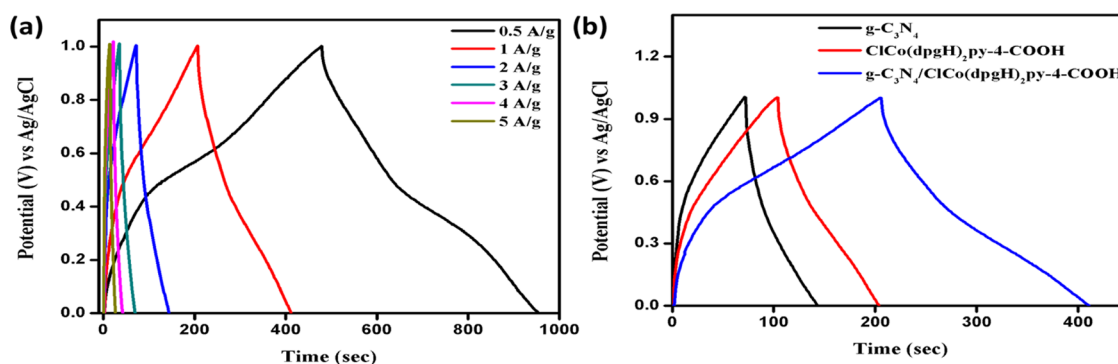 (a)
Potential (V) vs Ag/AgCl
1.0
0.8
0.6
0.4
0.2
0.0
0.5 A/g
1 A/g
2 A/g
3 A/g
4 A/g
5 A/g
0
200
400
600
800
1000
Time (sec)
(b)
Potential (V) vs Ag/AgCl
1.2
0.9
0.6
0.3
0.0
g-C₃N₄
ClCo(dpgH)₂py-4-COOH
g-C₃N₄/ClCo(dpgH)₂py-4-COOH
0
100
200
300
400
Time (sec)